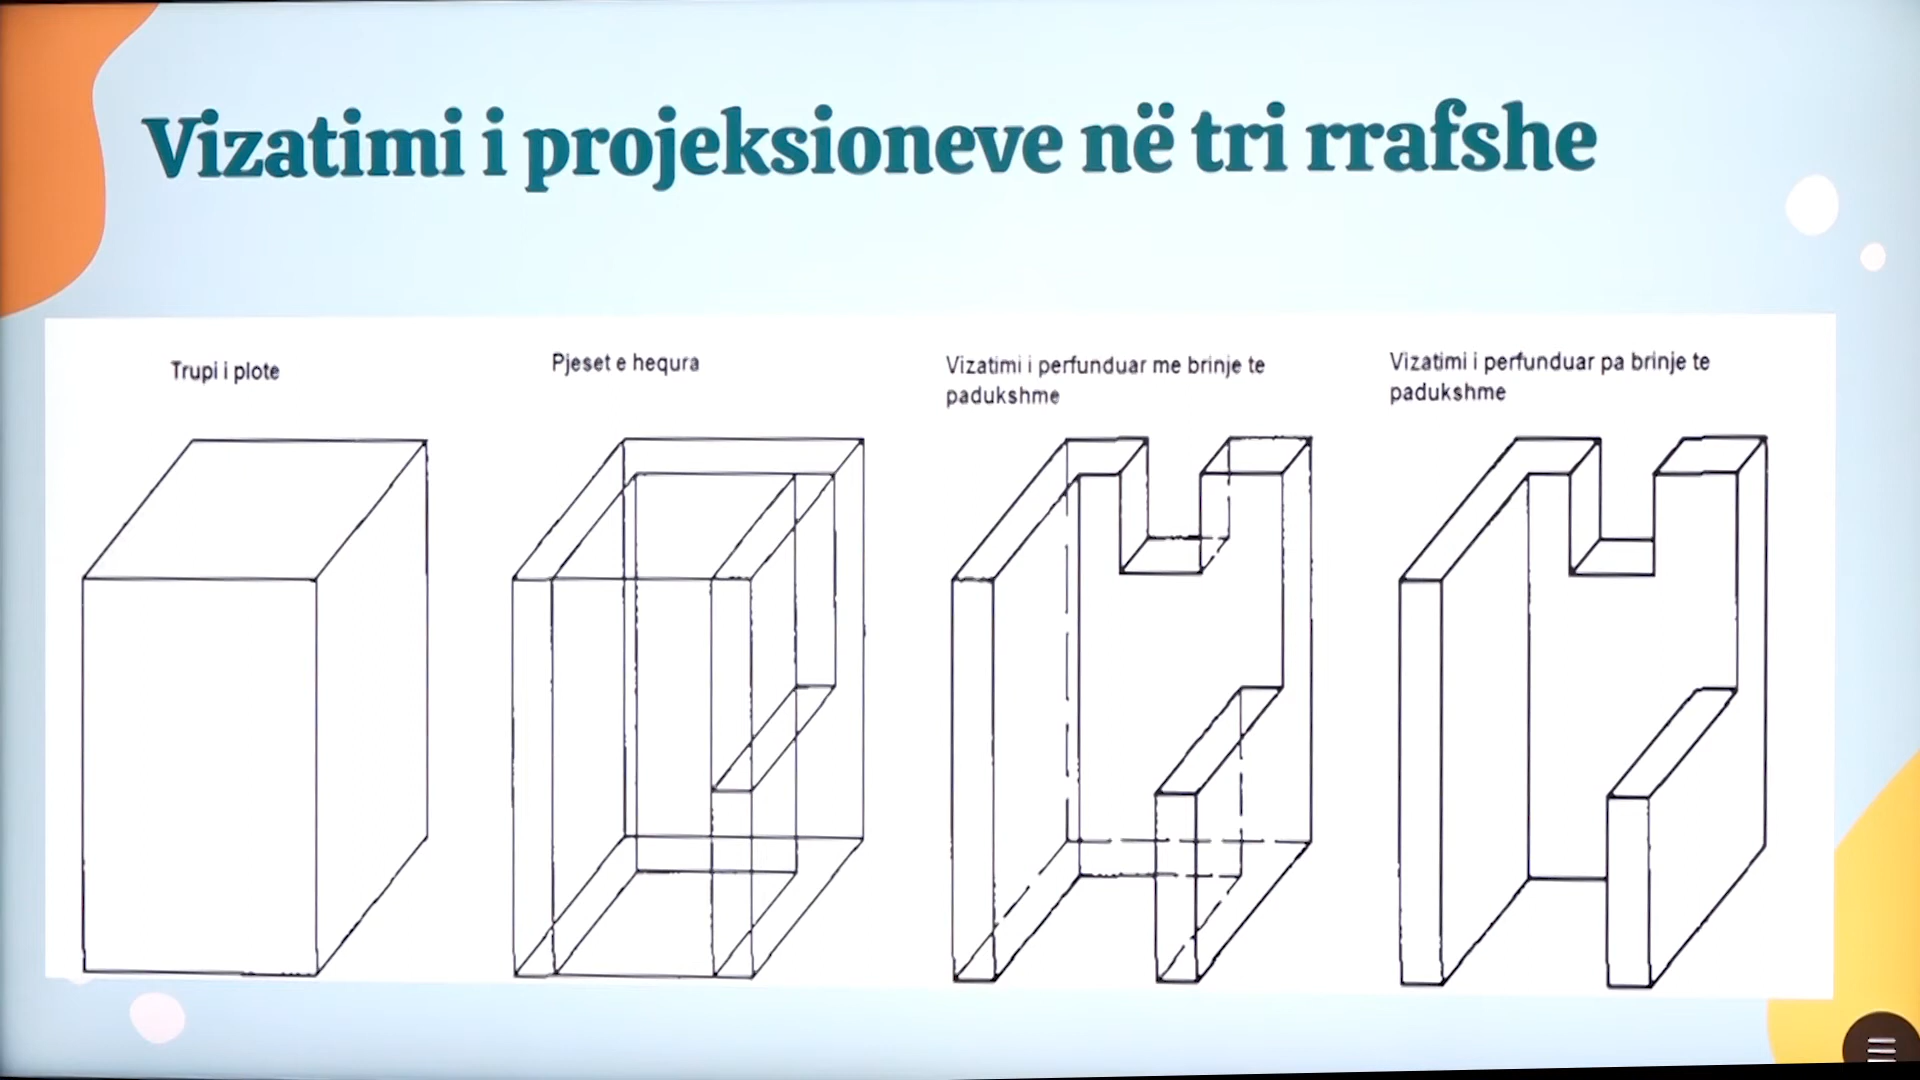 Vizatimi i projeksioneve në tri rrafshe
Trupi i plote
Pjeset e hequra
Vizatimi i perfunduar me brinje te
padukshme
Vizatimi i perfunduar pa brinje te
padukshme